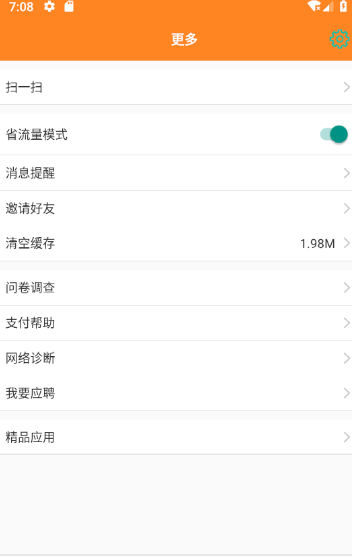 7:08
更多
扫一扫
省流量模式
消息提醒
邀请好友
清空缓存 1.98M
问卷调查
支付帮助
网络诊断
我要应聘
精品应用